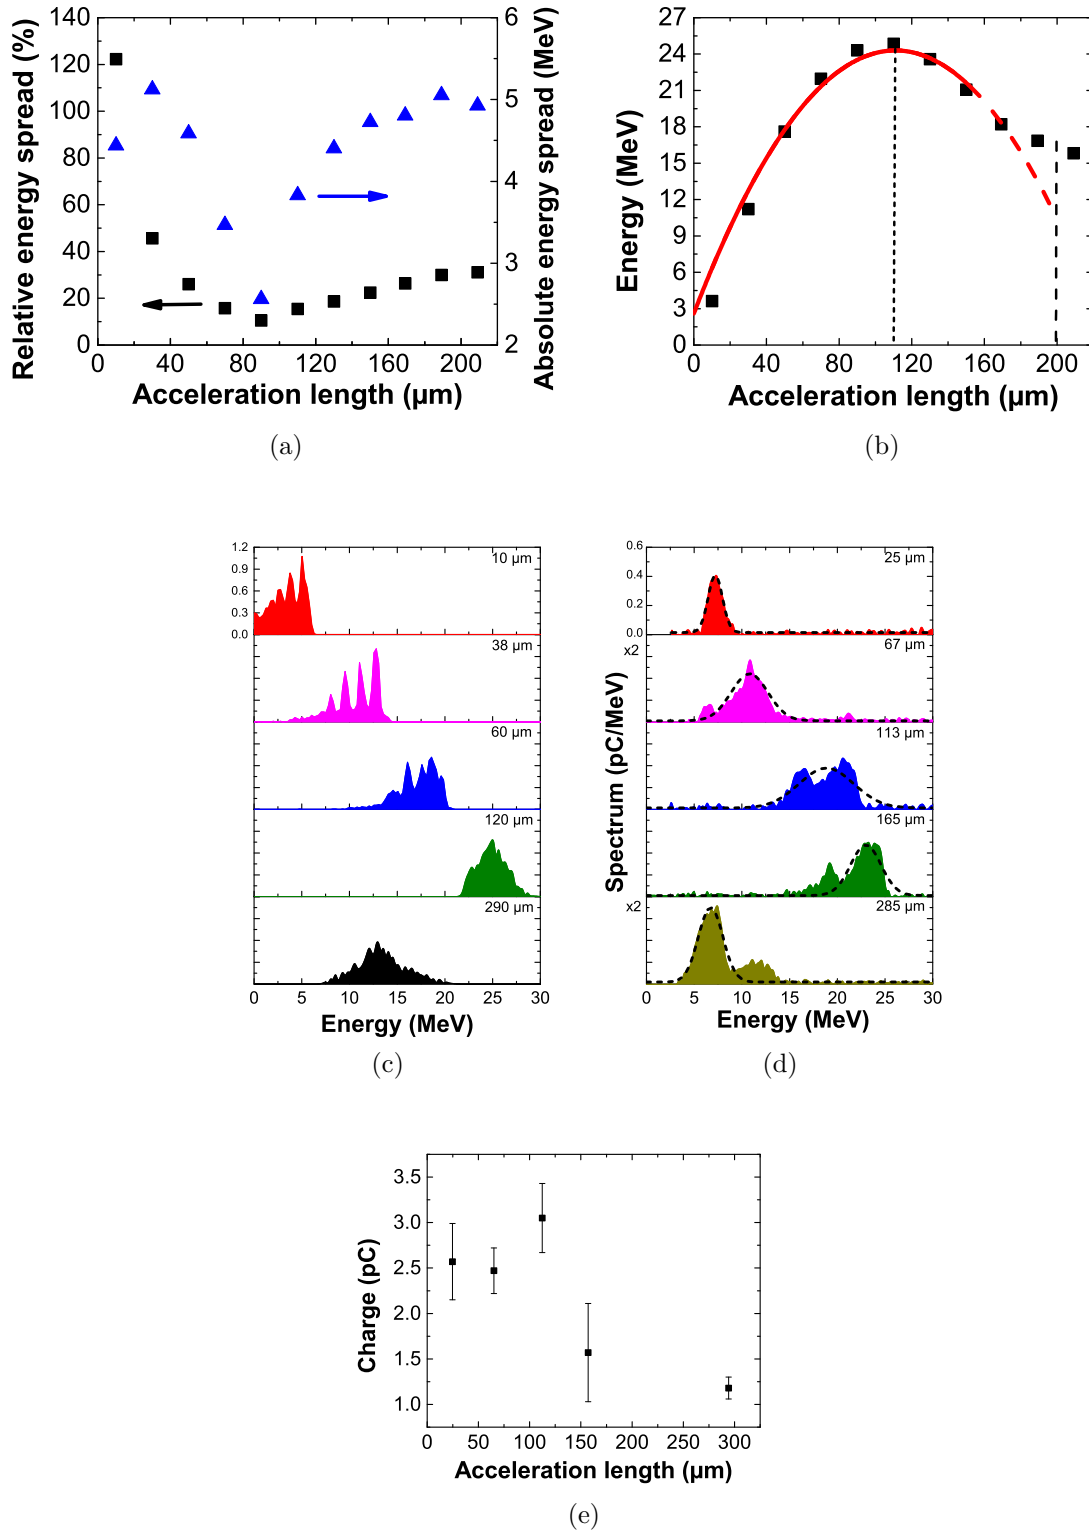 140
120
100
80
60
40
20
0
Relative energy spread (%)
6
5
4
3
2
Absolute energy spread (MeV)
0 40 80 120 160 200
Acceleration length (µm)
(a)
27
24
21
18
15
12
9
6
3
0
Energy (MeV)
0 40 80 120 160 200
Acceleration length (µm)
(b)
1.2
0.9
0.6
0.3
0.0
10 µm
38 µm
60 µm
120 µm
290 µm
0 5 10 15 20 25 30
Energy (MeV)
(c)
0.6
0.4
0.2
0.0
Spectrum (pC/MeV)
25 µm
x2
67 µm
113 µm
165 µm
x2
285 µm
0 5 10 15 20 25 30
Energy (MeV)
(d)
3.5
3.0
2.5
2.0
1.5
1.0
Charge (pC)
0 50 100 150 200 250 300
Acceleration length (µm)
(e)